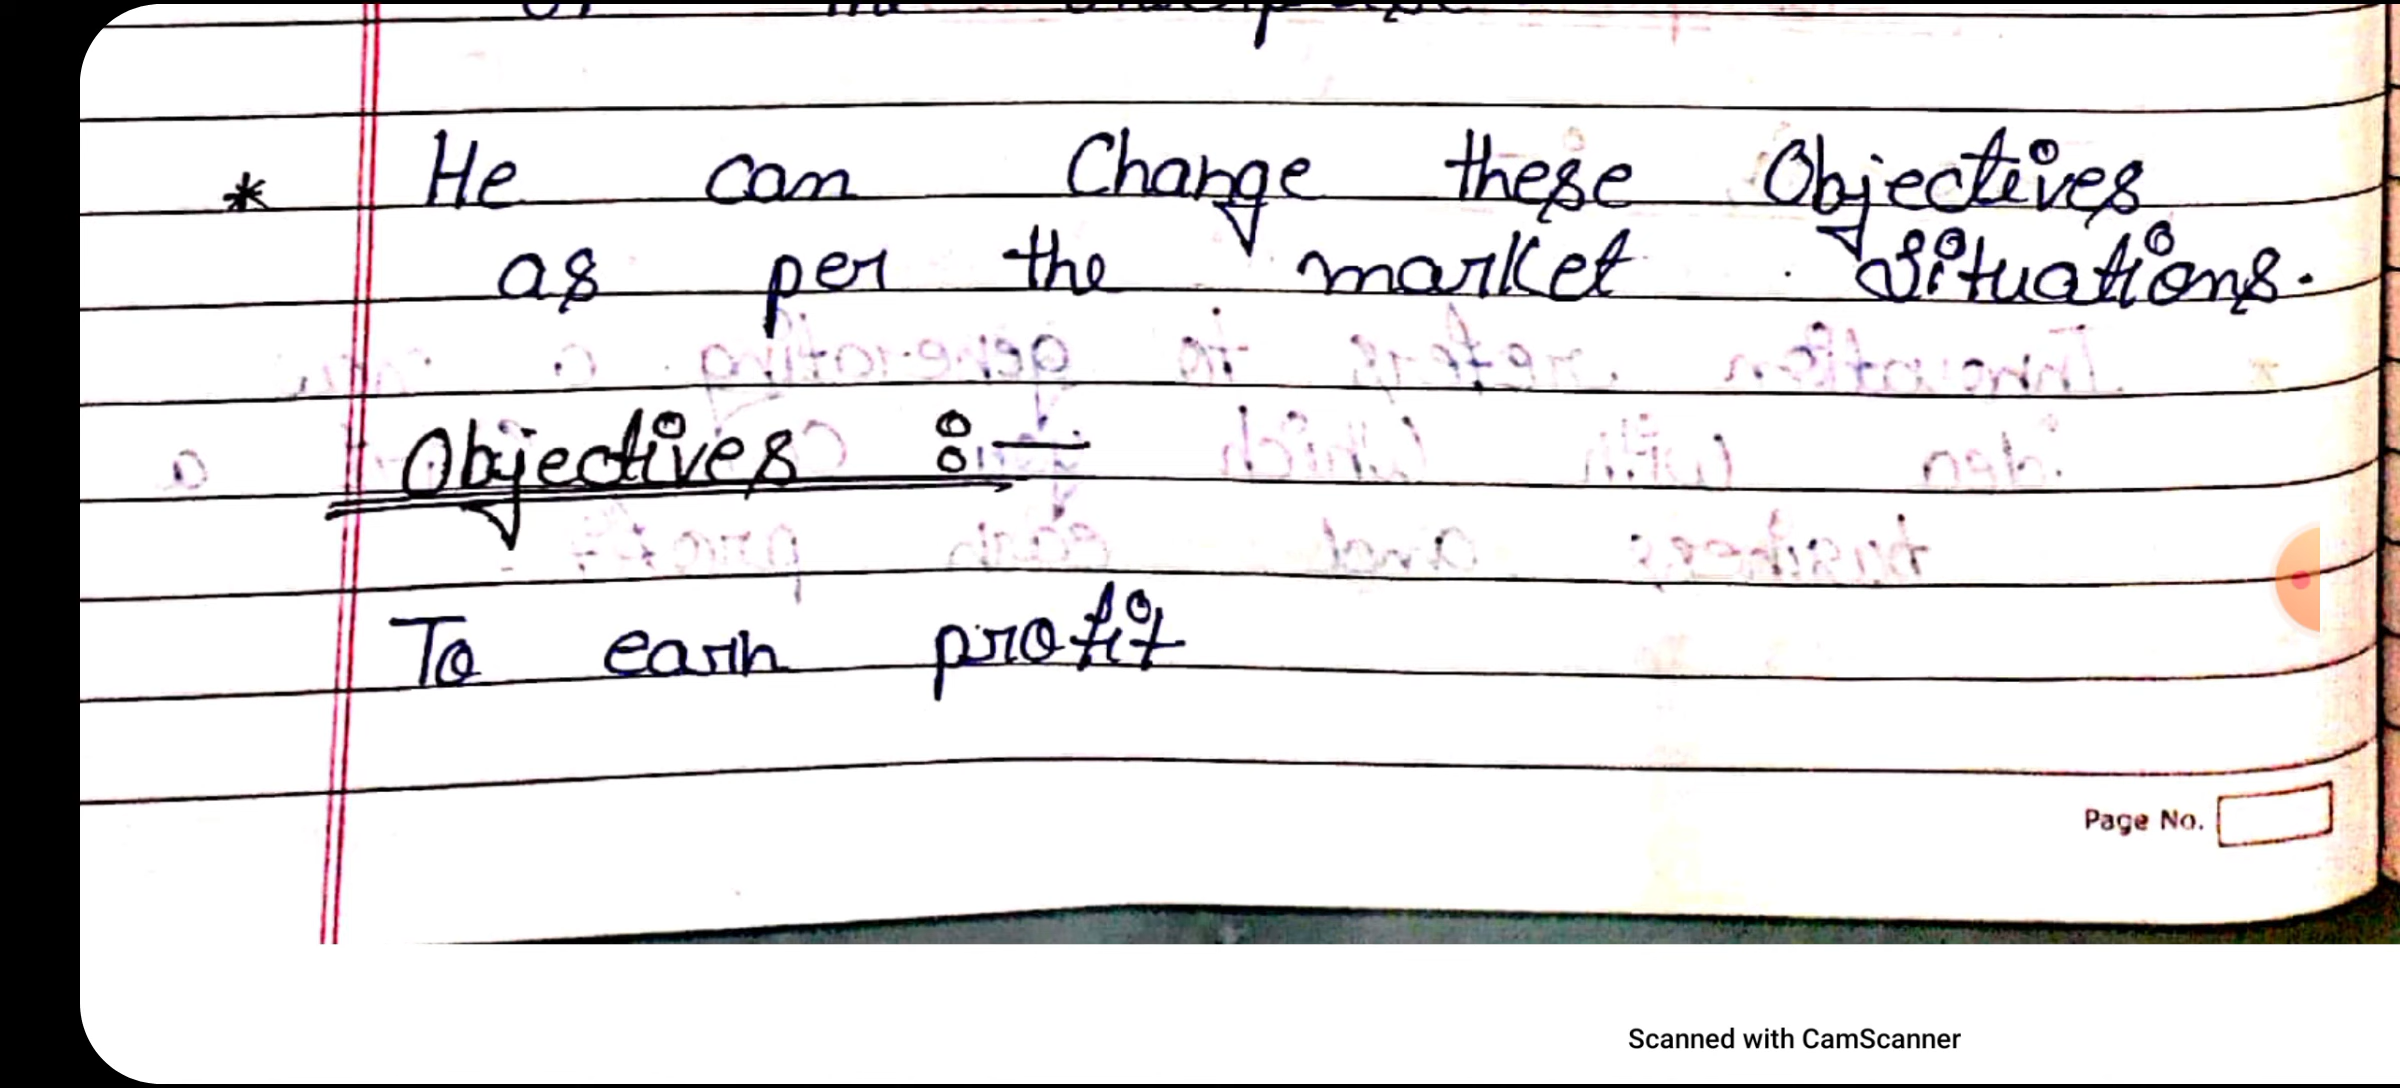 * He can Change these Objectives
as per the market situations.
Objectives :-
To earn profit
Page No.
Scanned with CamScanner